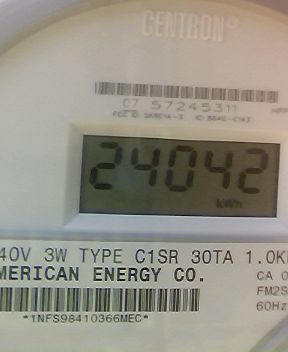 CENTRON®
07 57245311
24042
kWh
40V 3W TYPE C1SR 30TA 1.0K
MERICAN ENERGY CO.
CA 0
FM2S
60Hz
*1NFS98410366MEC*